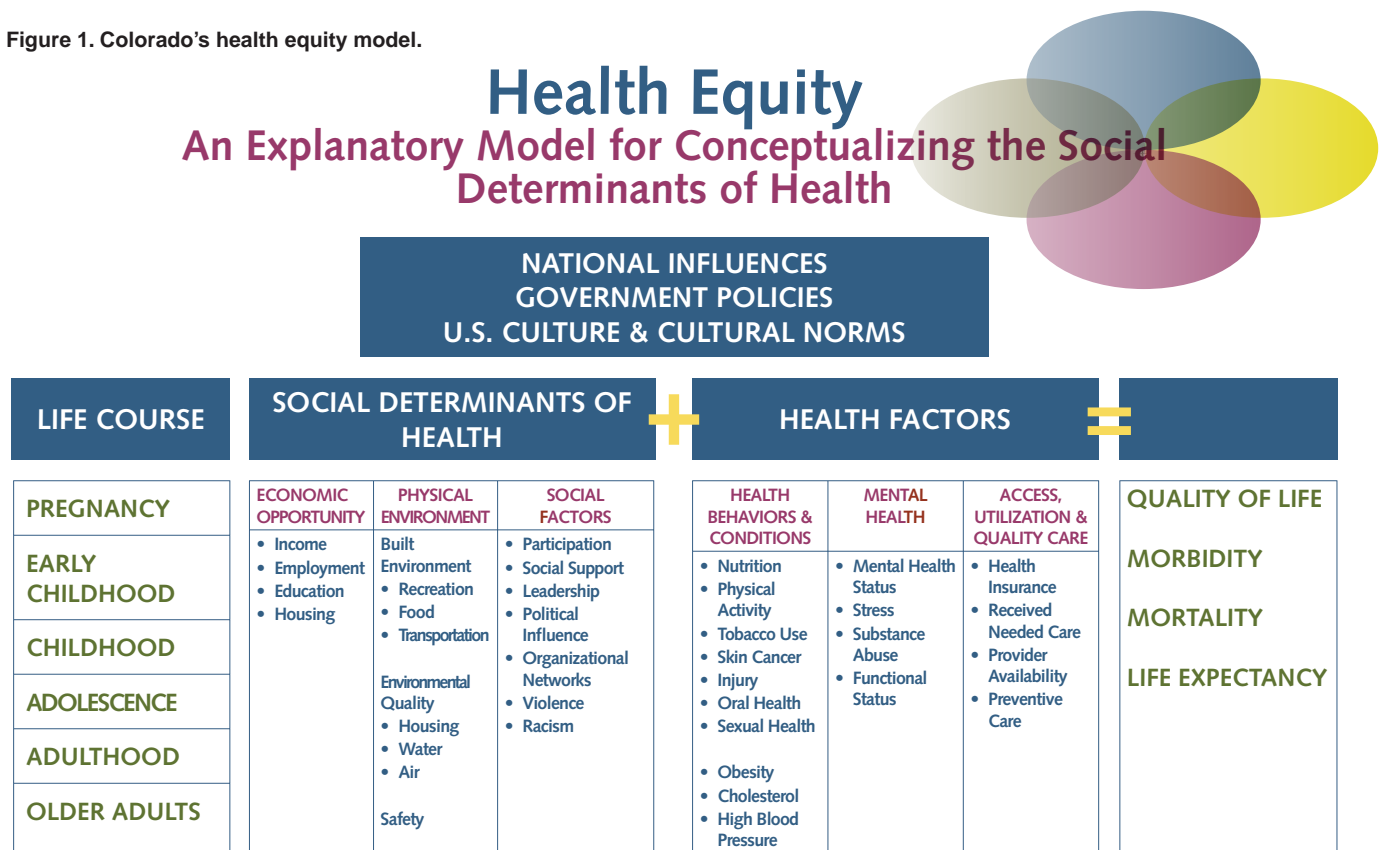 Figure 1. Colorado's health equity model.
Health Equity
An Explanatory Model for Conceptualizing the Social
Determinants of Health
NATIONAL INFLUENCES
GOVERNMENT POLICIES
U.S. CULTURE & CULTURAL NORMS
LIFE COURSE
SOCIAL DETERMINANTS OF
HEALTH
+
HEALTH FACTORS
=
PREGNANCY
EARLY
CHILDHOOD
CHILDHOOD
ADOLESCENCE
ADULTHOOD
OLDER ADULTS
ECONOMIC
OPPORTUNITY
• Income
• Employment
• Education
• Housing
PHYSICAL
ENVIRONMENT
Built
Environment
• Recreation
• Food
• Transportation
Environmental
Quality
• Housing
• Water
• Air
Safety
SOCIAL
FACTORS
• Participation
• Social Support
• Leadership
• Political
Influence
• Organizational
Networks
• Violence
• Racism
HEALTH
BEHAVIORS &
CONDITIONS
• Nutrition
• Physical
Activity
• Tobacco Use
• Skin Cancer
• Injury
• Oral Health
• Sexual Health
• Obesity
• Cholesterol
• High Blood
Pressure
MENTAL
HEALTH
• Mental Health
Status
• Stress
• Substance
Abuse
• Functional
Status
ACCESS,
UTILIZATION &
QUALITY CARE
• Health
Insurance
• Received
Needed Care
• Provider
Availability
• Preventive
Care
QUALITY OF LIFE
MORBIDITY
MORTALITY
LIFE EXPECTANCY